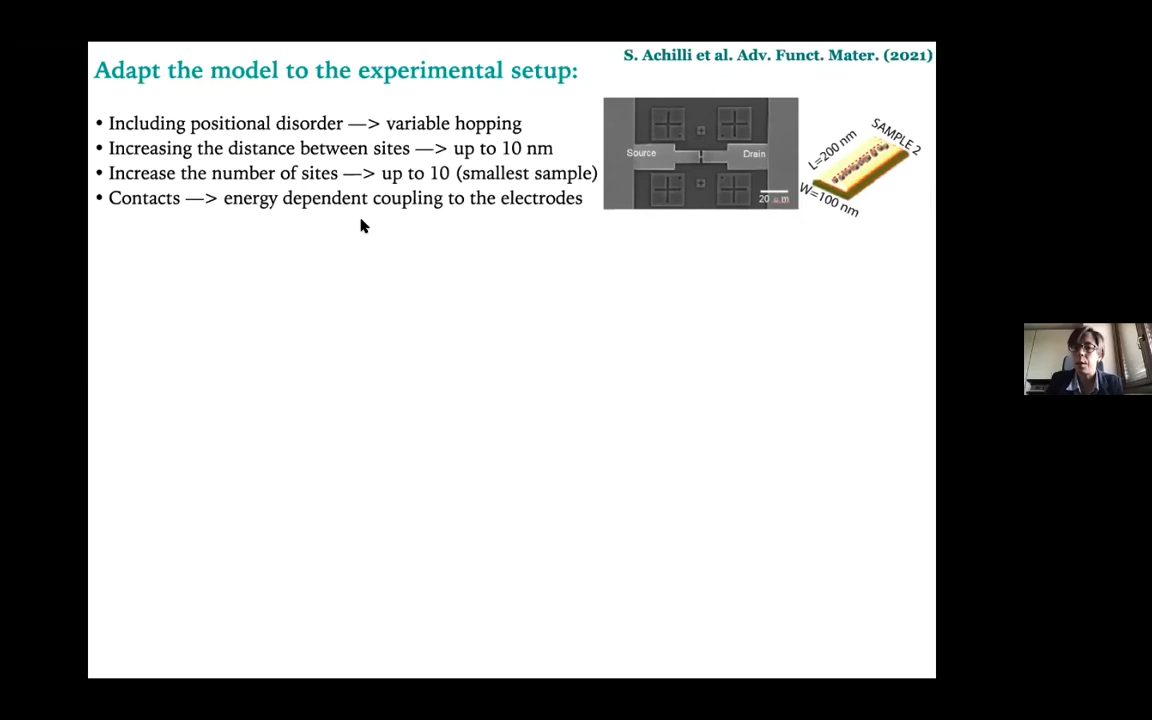 S. Achilli et al. Adv. Funct. Mater. (2021)
Adapt the model to the experimental setup:
• Including positional disorder —> variable hopping
• Increasing the distance between sites —> up to 10 nm
• Increase the number of sites —> up to 10 (smallest sample)
• Contacts —> energy dependent coupling to the electrodes
Source
Drain
20 µm
L=200 nm
SAMPLE 2
W=100 nm